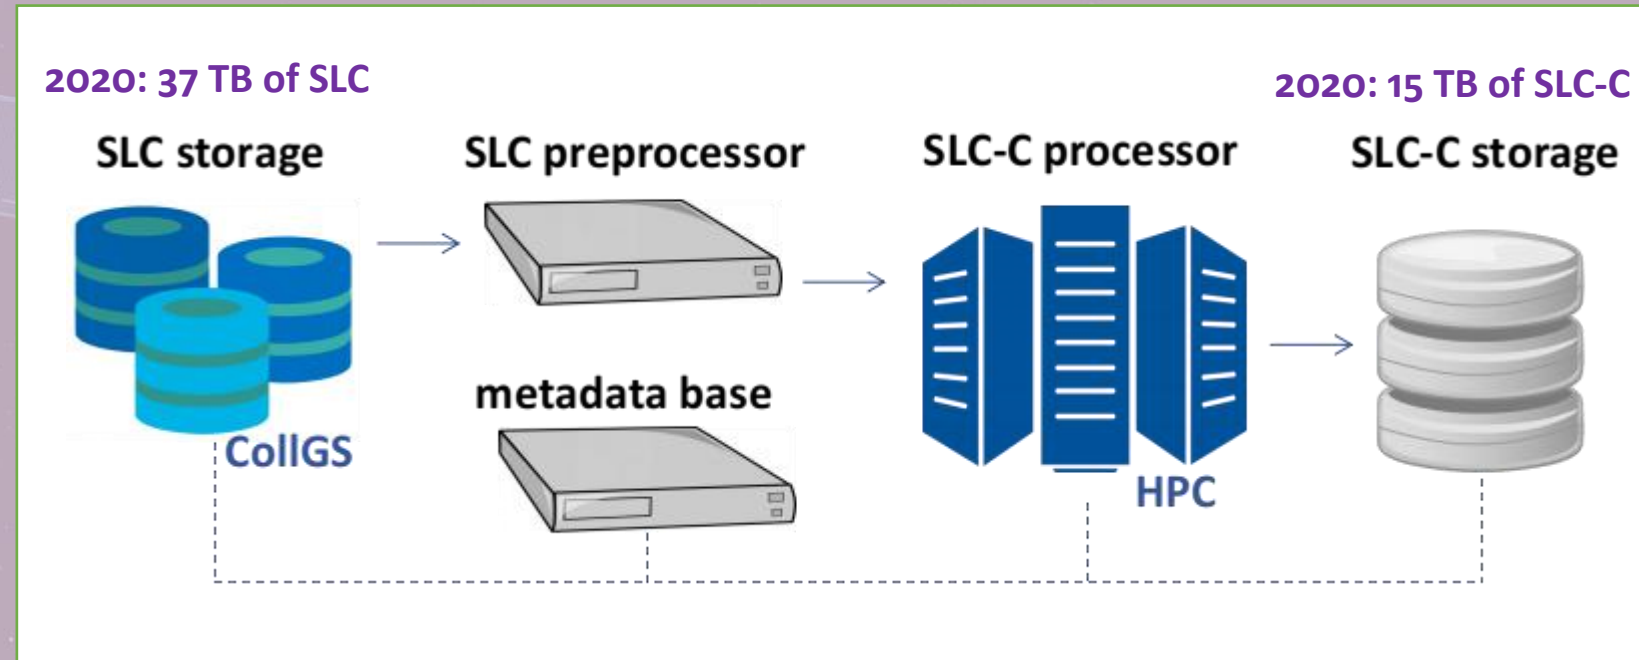 2020: 37 TB of SLC
2020: 15 TB of SLC-C
SLC storage
SLC preprocessor
SLC-C processor
SLC-C storage
metadata base
CollGS
HPC